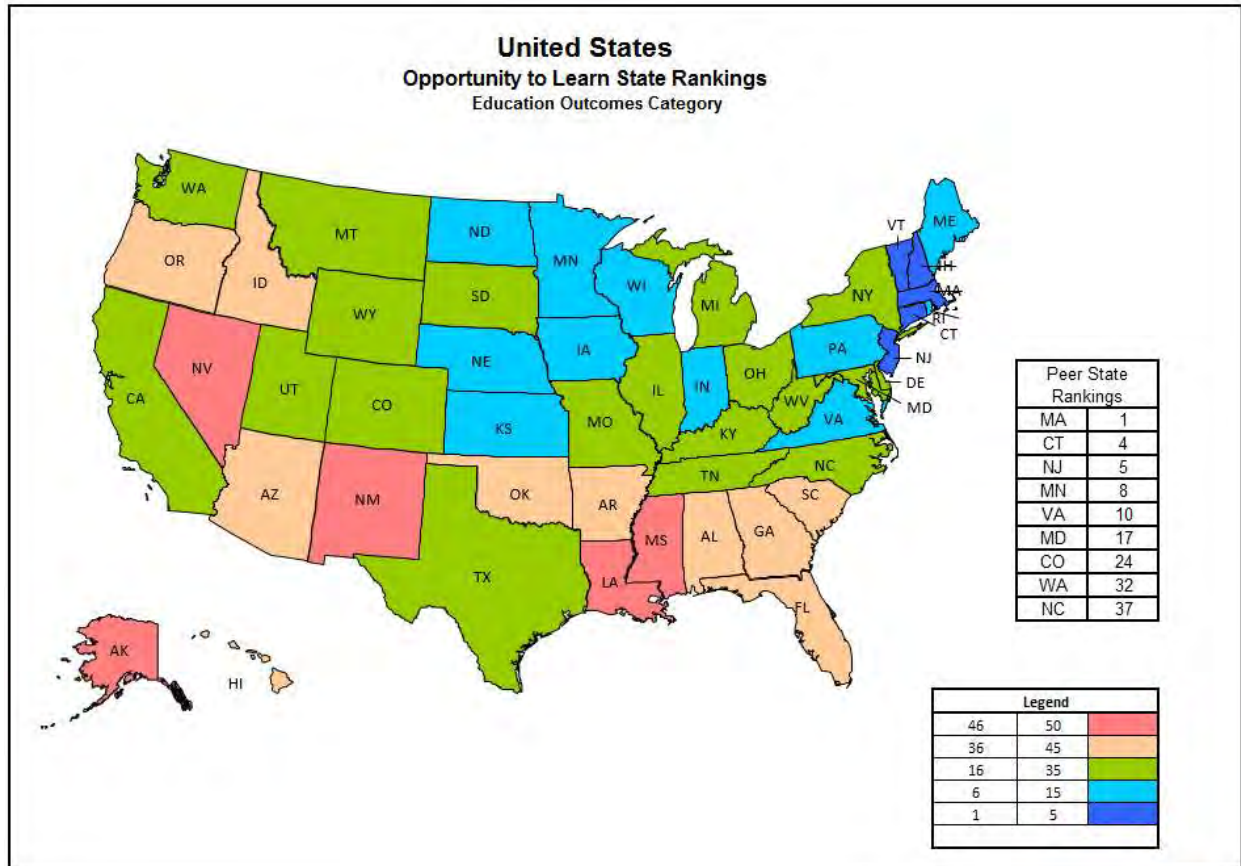 United States
Opportunity to Learn State Rankings
Education Outcomes Category
WA
MT
ND
MN
VT
ME
OR
ID
WY
SD
WI
MI
NY
IH
MA
RI
CT
NV
UT
CO
NE
IA
IL
IN
OH
PA
NJ
DE
MD
CA
KS
MO
KY
WV
VA
AZ
NM
OK
AR
TN
NC
SC
TX
LA
MS
AL
GA
FL
AK
HI
Peer State
Rankings
MA 1
CT 4
NJ 5
MN 8
VA 10
MD 17
CO 24
WA 32
NC 37
Legend
46 50
36 45
16 35
6 15
1 5